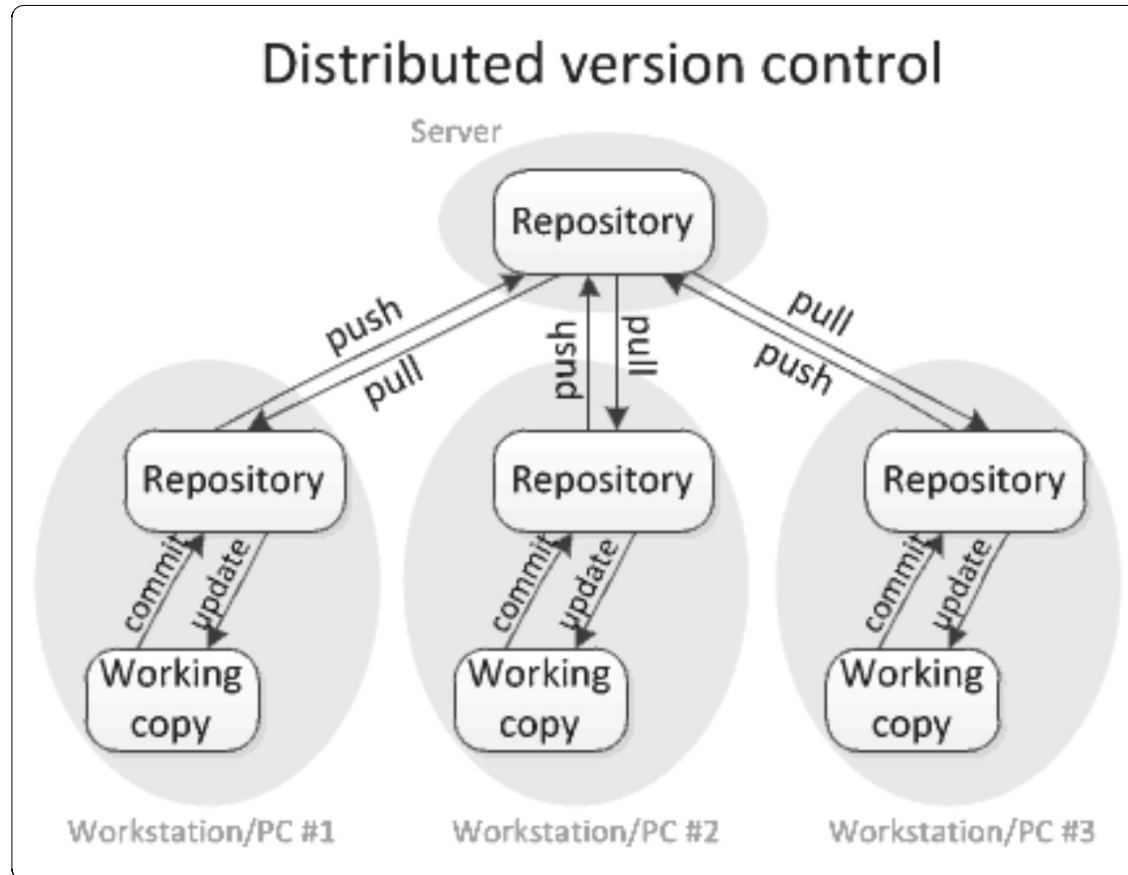 Distributed version control
Server
Repository
push
pull
push
pull
pull
push
Repository
Repository
Repository
commit
update
commit
update
commit
update
Working
copy
Working
copy
Working
copy
Workstation/PC #1
Workstation/PC #2
Workstation/PC #3